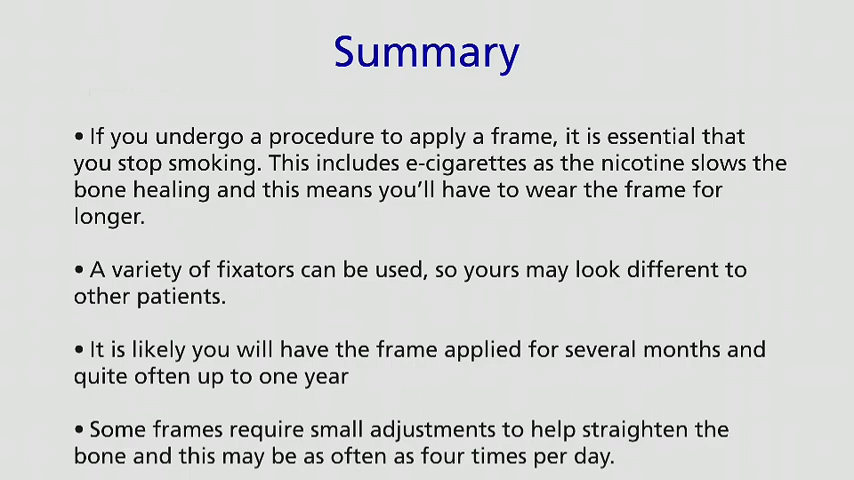 Summary
• If you undergo a procedure to apply a frame, it is essential that
you stop smoking. This includes e-cigarettes as the nicotine slows the
bone healing and this means you’ll have to wear the frame for
longer.
• A variety of fixators can be used, so yours may look different to
other patients.
• It is likely you will have the frame applied for several months and
quite often up to one year
• Some frames require small adjustments to help straighten the
bone and this may be as often as four times per day.